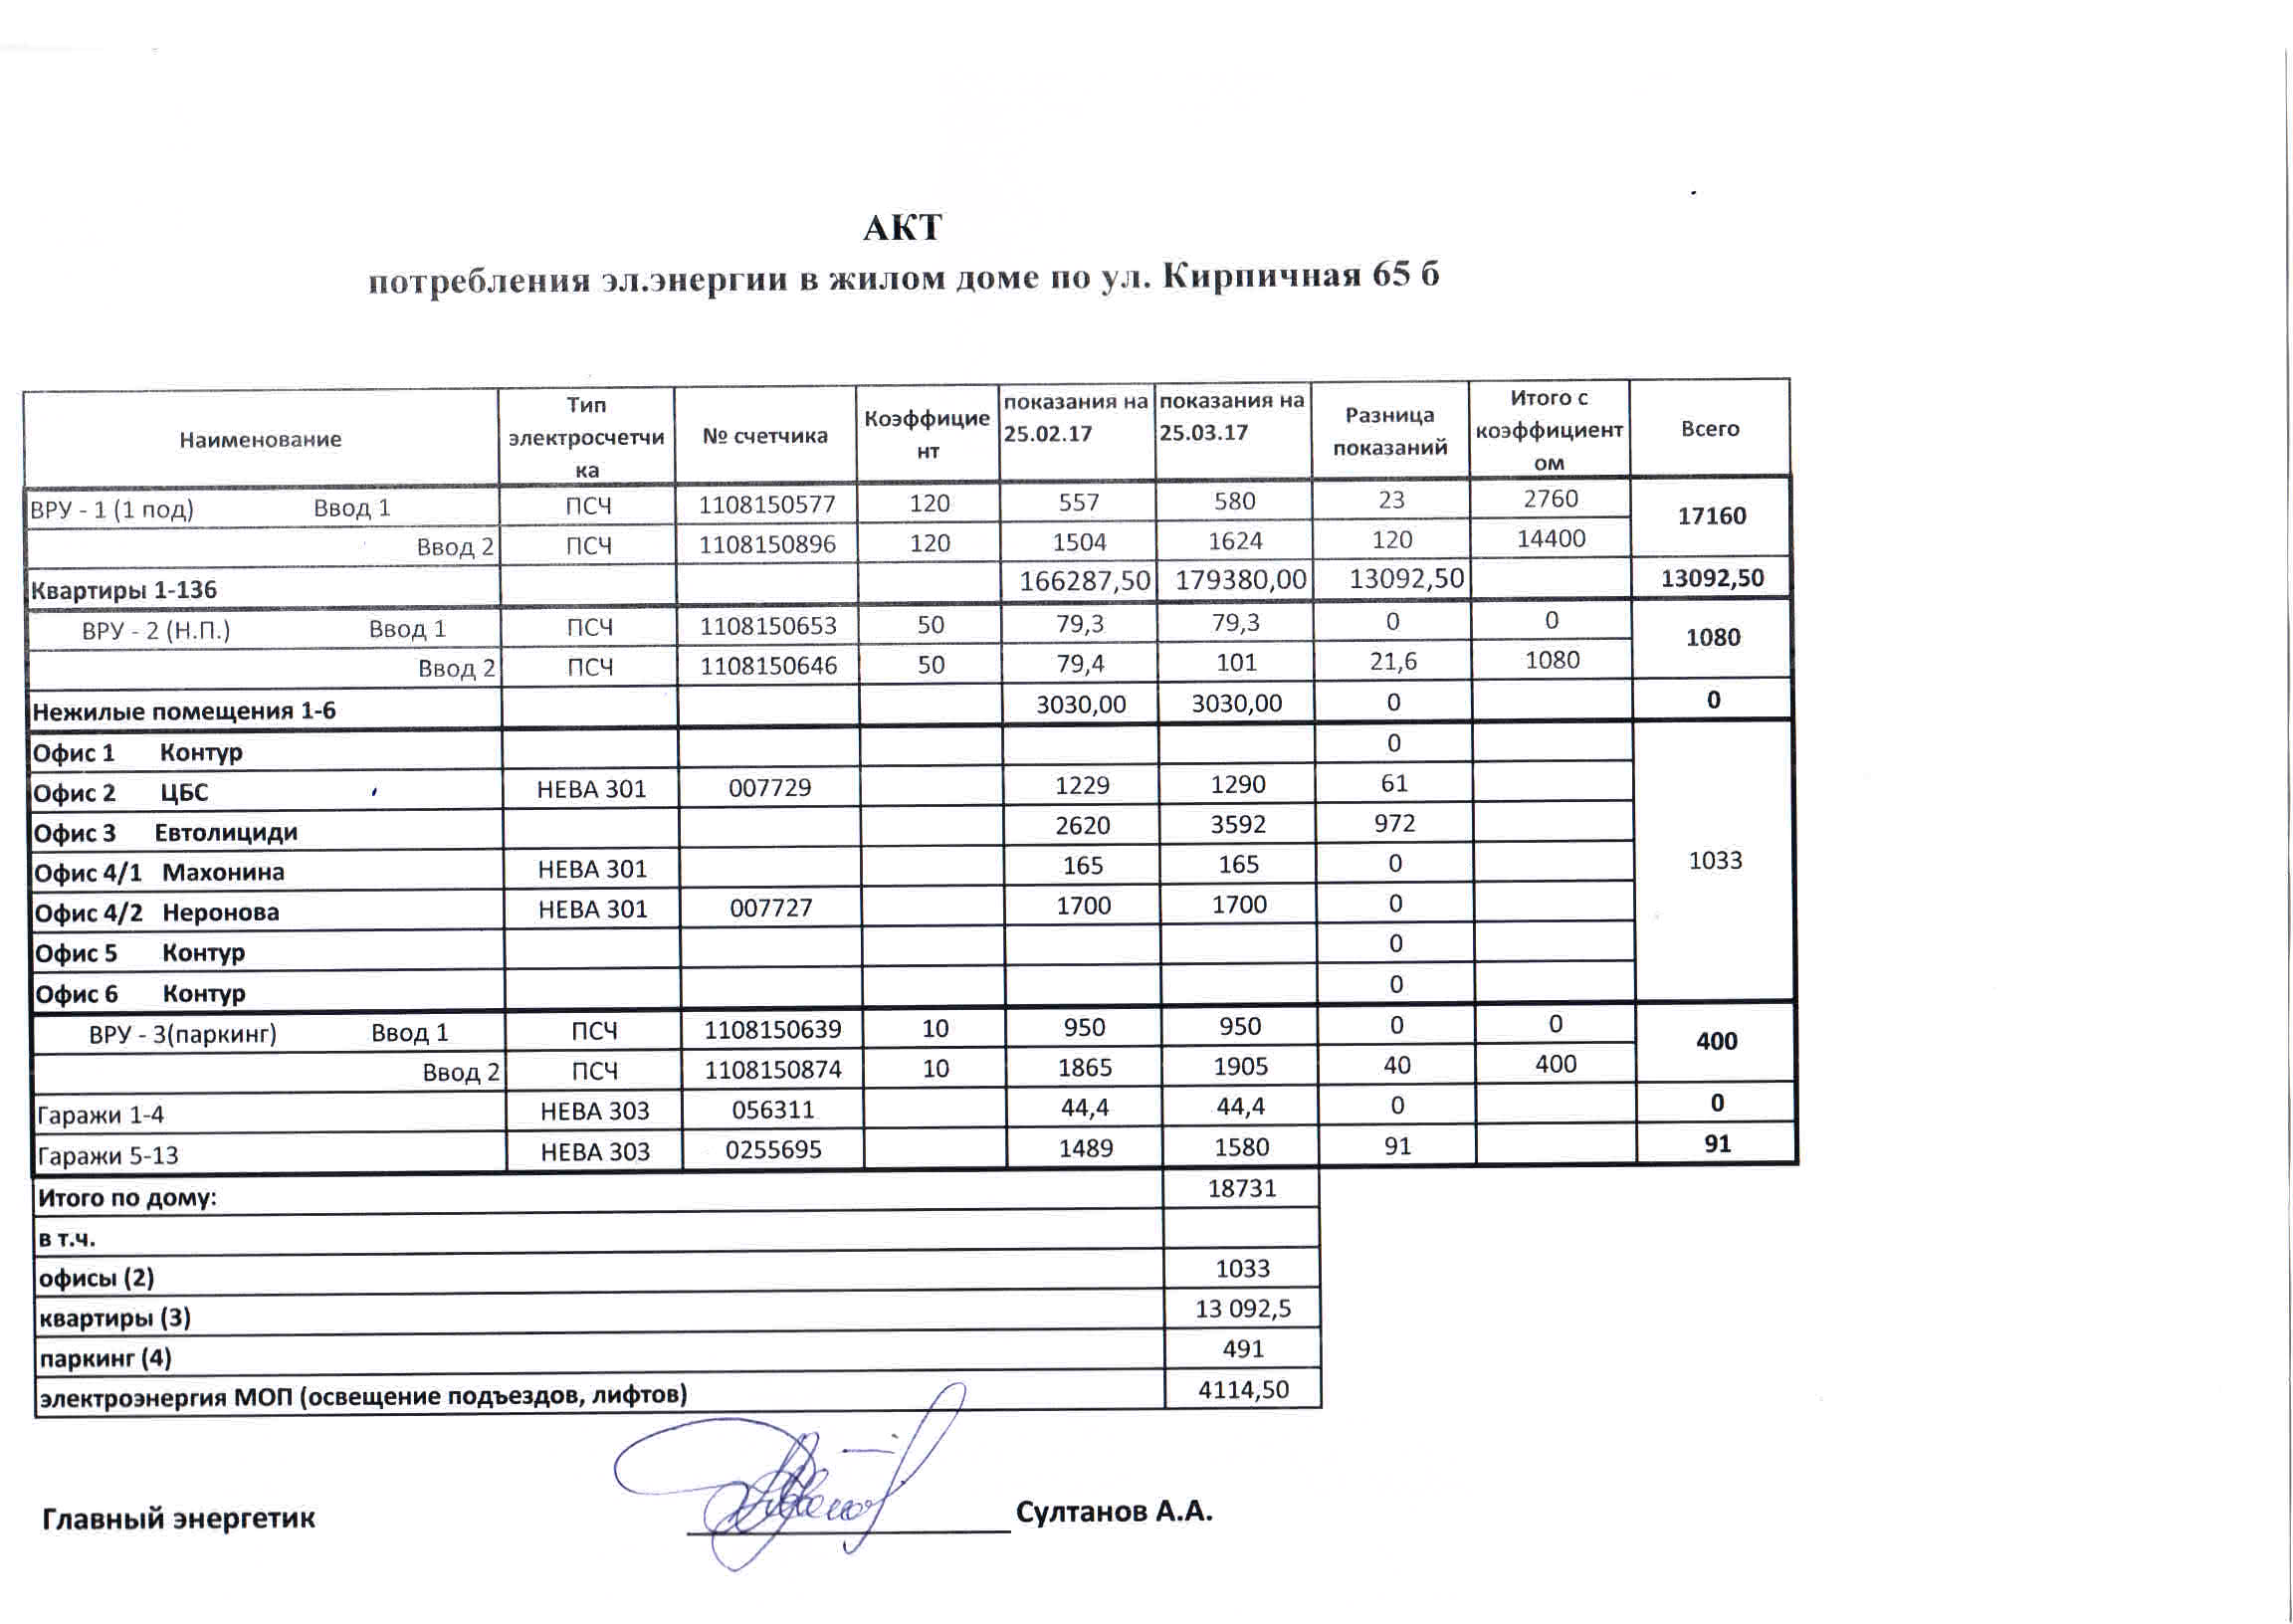 АКТ
потребления эл.энергии в жилом доме по ул. Кирпичная 65 б
Наименование Тип электросчетчика № счетчика Коэффициент показания на 25.02.17 показания на 25.03.17 Разница показаний Итого с коэффициентом Всего
ВРУ - 1 (1 под) Ввод 1 ПСЧ 1108150577 120 557 580 23 2760 17160
Ввод 2 ПСЧ 1108150896 120 1504 1624 120 14400
Квартиры 1-136 166287,50 179380,00 13092,50 13092,50
ВРУ - 2 (Н.П.) Ввод 1 ПСЧ 1108150653 50 79,3 79,3 0 0 1080
Ввод 2 ПСЧ 1108150646 50 79,4 101 21,6 1080
Нежилые помещения 1-6 3030,00 3030,00 0 0
Офис 1 Контур 0
Офис 2 ЦБС НЕВА 301 007729 1229 1290 61
Офис 3 Евтолициди 2620 3592 972
Офис 4/1 Махонина НЕВА 301 165 165 0 1033
Офис 4/2 Неронова НЕВА 301 007727 1700 1700 0
Офис 5 Контур 0
Офис 6 Контур 0
ВРУ - 3(паркинг) Ввод 1 ПСЧ 1108150639 10 950 950 0 0 400
Ввод 2 ПСЧ 1108150874 10 1865 1905 40 400
Гаражи 1-4 НЕВА 303 056311 44,4 44,4 0 0
Гаражи 5-13 НЕВА 303 0255695 1489 1580 91 91
Итого по дому: 18731
в т.ч.
офисы (2) 1033
квартиры (3) 13 092,5
паркинг (4) 491
электроэнергия МОП (освещение подъездов, лифтов) 4114,50
Главный энергетик Султанов А.А.